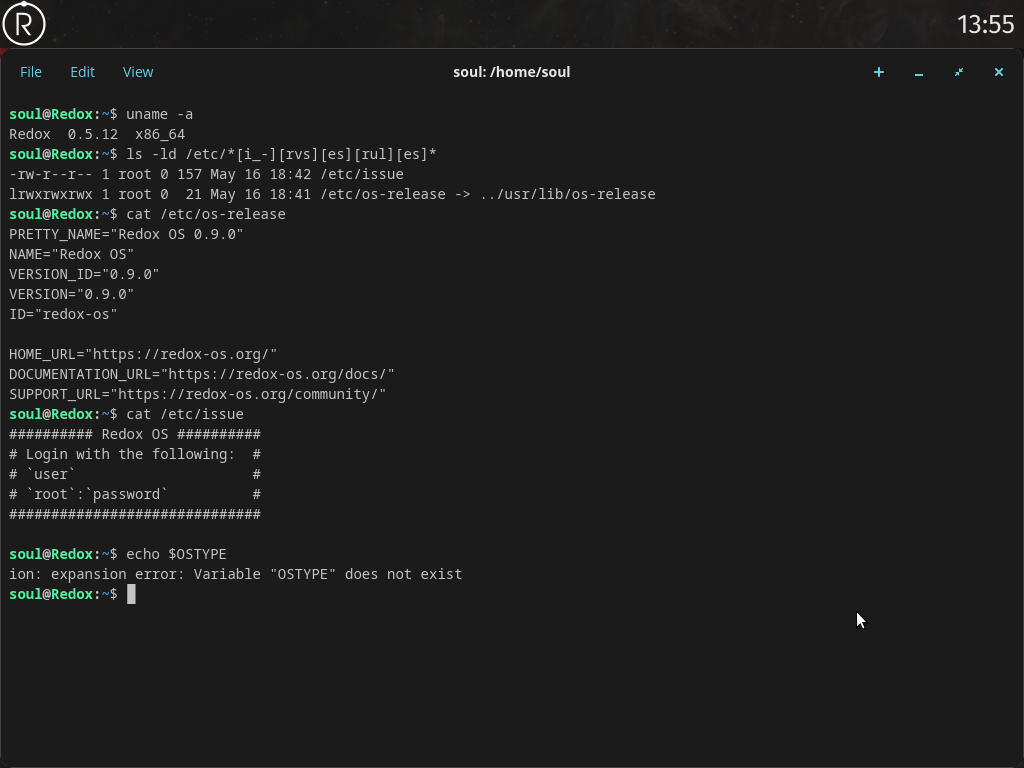 R
13:55
File Edit View soul: /home/soul
soul@Redox:~$ uname -a
Redox  0.5.12  x86_64
soul@Redox:~$ ls -ld /etc/*[i_-][rvs][es][rul][es]*
-rw-r--r-- 1 root 0 157 May 16 18:42 /etc/issue
lrwxrwxrwx 1 root 0  21 May 16 18:41 /etc/os-release -> ../usr/lib/os-release
soul@Redox:~$ cat /etc/os-release
PRETTY_NAME="Redox OS 0.9.0"
NAME="Redox OS"
VERSION_ID="0.9.0"
VERSION="0.9.0"
ID="redox-os"

HOME_URL="https://redox-os.org/"
DOCUMENTATION_URL="https://redox-os.org/docs/"
SUPPORT_URL="https://redox-os.org/community/"
soul@Redox:~$ cat /etc/issue
########## Redox OS ##########
# Login with the following:  #
# `user`                     #
# `root`:`password`          #
##############################

soul@Redox:~$ echo $OSTYPE
ion: expansion error: Variable "OSTYPE" does not exist
soul@Redox:~$